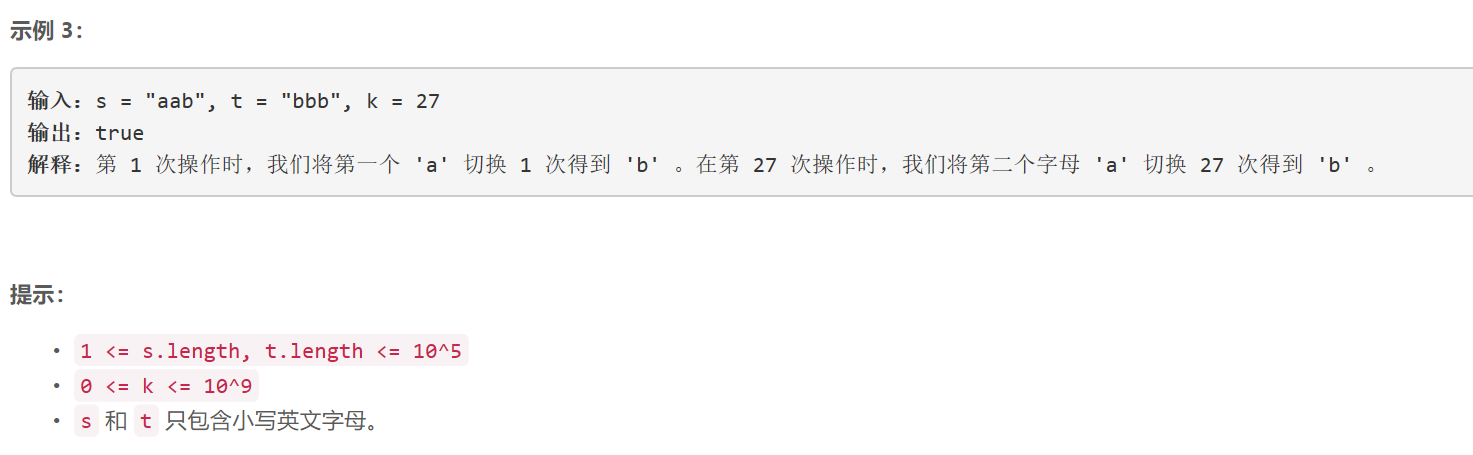 示例 3：
输入：s = "aab", t = "bbb", k = 27
输出：true
解释：第 1 次操作时，我们将第一个 'a' 切换 1 次得到 'b' 。在第 27 次操作时，我们将第二个字母 'a' 切换 27 次得到 'b' 。
提示：
• 1 <= s.length, t.length <= 10^5
• 0 <= k <= 10^9
• s 和 t 只包含小写英文字母。